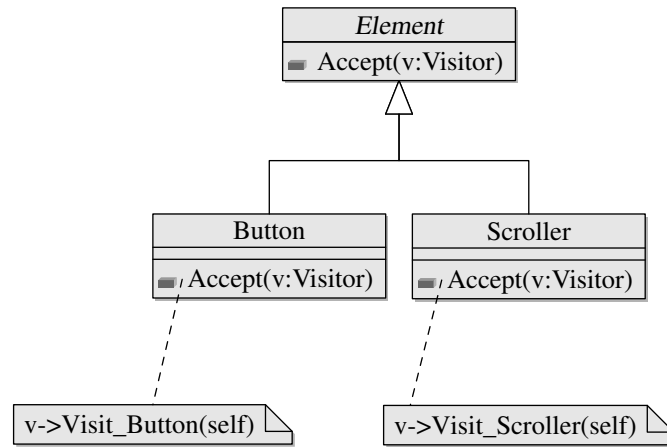 Element
Accept(v:Visitor)
Button
Scroller
Accept(v:Visitor)
Accept(v:Visitor)
v->Visit_Button(self)
v->Visit_Scroller(self)